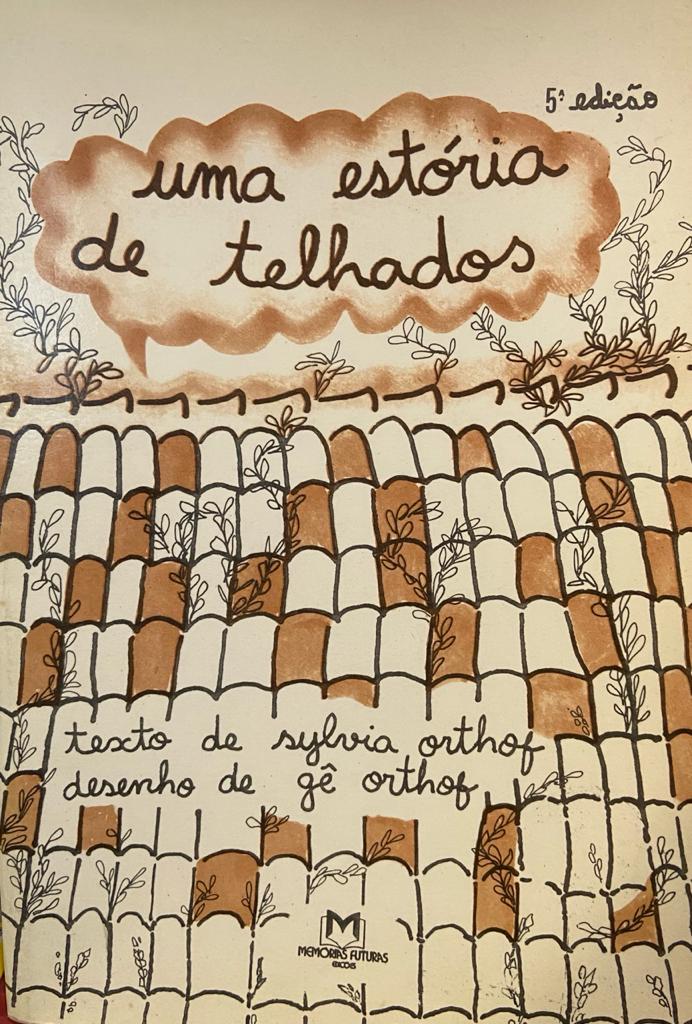 5ª edição
uma estória
de telhados
texto de sylvia orthof
desenho de gê orthof
M
MEMÓRIAS FUTURAS
EDIÇÕES